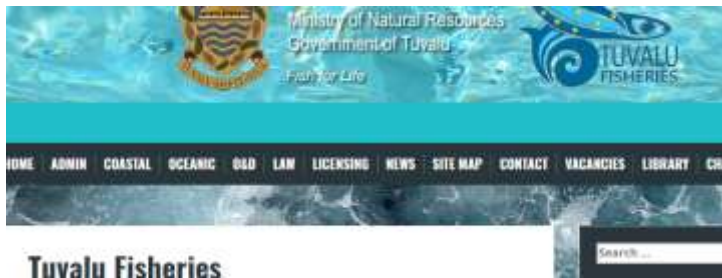 Ministry of Natural Resources
Government of Tuvalu
Fish for Life
TUVALU
FISHERIES
HOME ADMIN COASTAL OCEANIC O&D LAW LICENSING NEWS SITE MAP CONTACT VACANCIES LIBRARY CH
Search ...
Tuvalu Fisheries